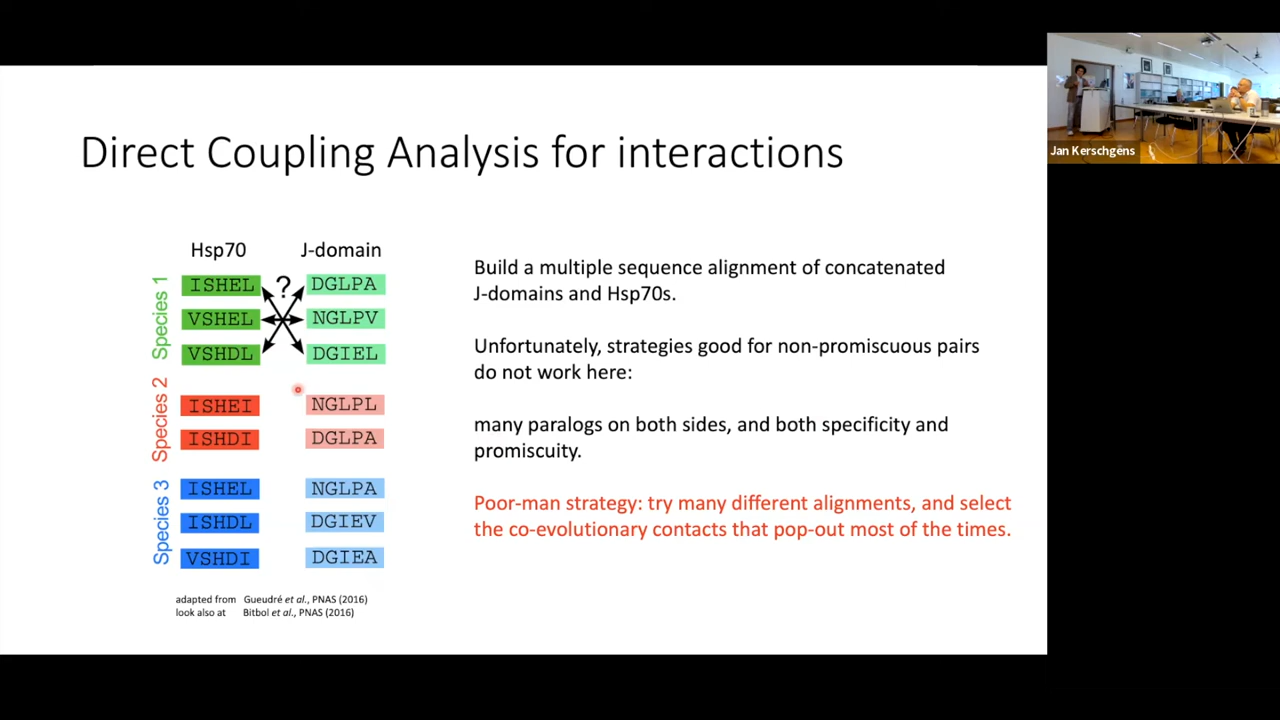 Direct Coupling Analysis for interactions
Jan Kerschgens
Hsp70
J-domain
Species 1
ISHEL
?
DGLPA
VSHEL
NGLPV
VSHDL
DGIEL
Species 2
ISHEI
NGLPL
ISHDI
DGLPA
Species 3
ISHEL
NGLPA
ISHDL
DGIEV
VSHDI
DGIEA
adapted from Gueudré et al., PNAS (2016)
look also at Bitbol et al., PNAS (2016)
Build a multiple sequence alignment of concatenated
J-domains and Hsp70s.
Unfortunately, strategies good for non-promiscuous pairs
do not work here:
many paralogs on both sides, and both specificity and
promiscuity.
Poor-man strategy: try many different alignments, and select
the co-evolutionary contacts that pop-out most of the times.